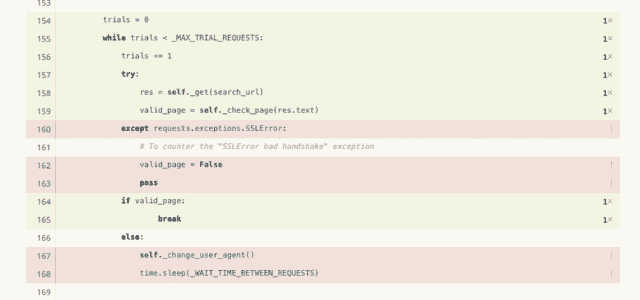 153
154 trials = 0 1×
155 while trials < _MAX_TRIAL_REQUESTS: 1×
156 trials += 1 1×
157 try: 1×
158 res = self._get(search_url) 1×
159 valid_page = self._check_page(res.text) 1×
160 except requests.exceptions.SSLError: !
161 # To counter the "SSLError bad handshake" exception
162 valid_page = False !
163 pass !
164 if valid_page: 1×
165 break 1×
166 else:
167 self._change_user_agent() !
168 time.sleep(_WAIT_TIME_BETWEEN_REQUESTS) !
169